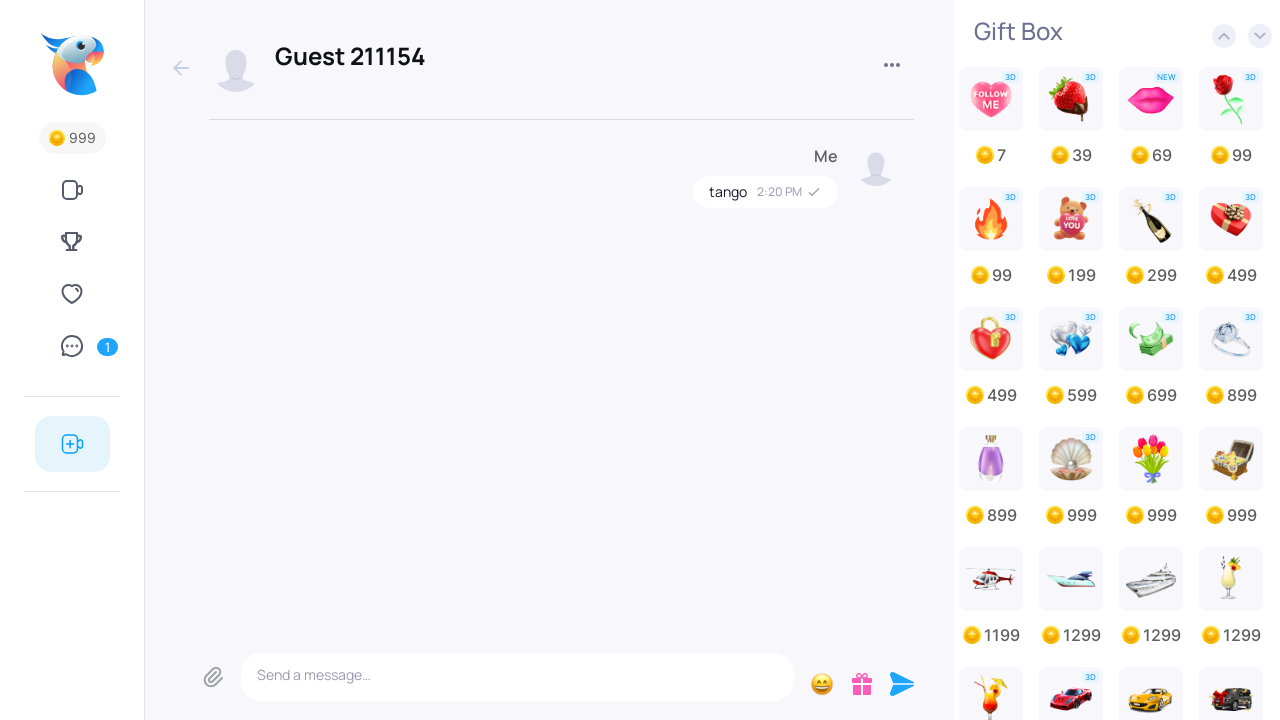 999
1
Guest 211154
Me
tango 2:20 PM
Send a message...
Gift Box
3D 3D NEW 3D
FOLLOW
ME
7 39 69 99
3D 3D 3D 3D
LOVE
YOU
99 199 299 499
3D 3D 3D 3D
499 599 699 899
3D
899 999 999 999
1199 1299 1299 1299
3D